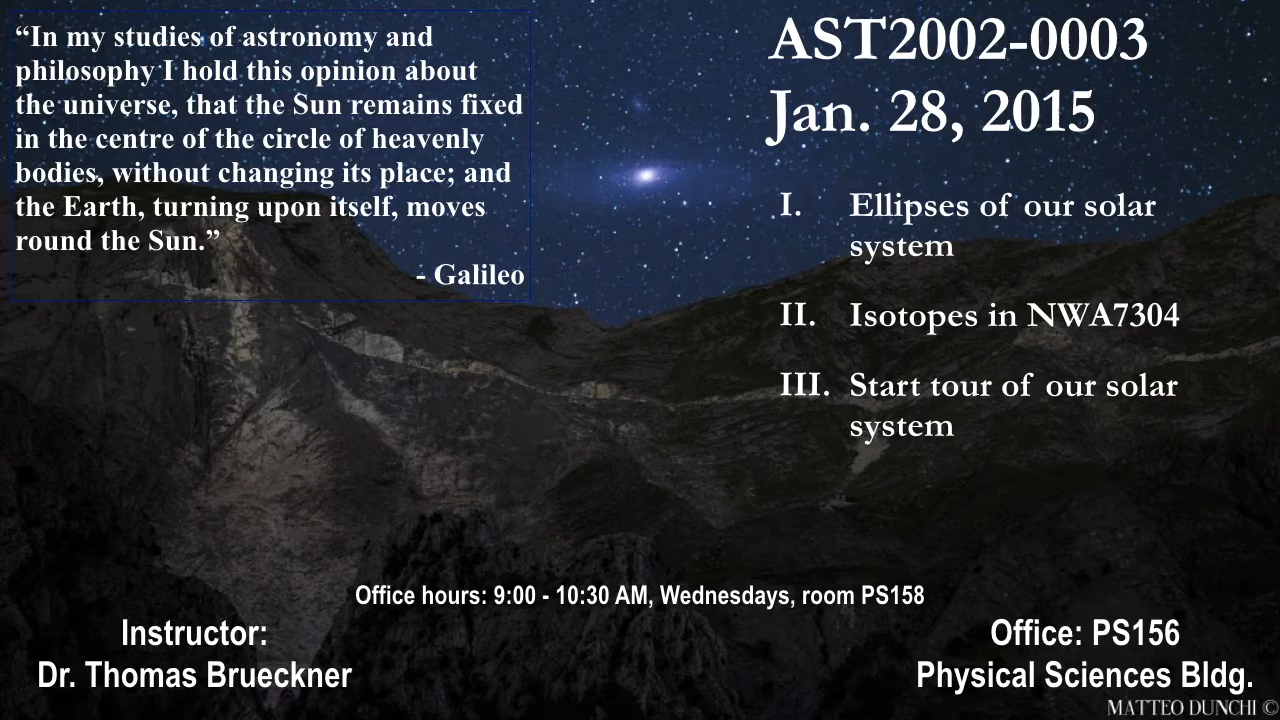 “In my studies of astronomy and
philosophy I hold this opinion about
the universe, that the Sun remains fixed
in the centre of the circle of heavenly
bodies, without changing its place; and
the Earth, turning upon itself, moves
round the Sun.”
- Galileo
AST2002-0003
Jan. 28, 2015
I. Ellipses of our solar
system
II. Isotopes in NWA7304
III. Start tour of our solar
system
Office hours: 9:00 - 10:30 AM, Wednesdays, room PS158
Instructor:
Dr. Thomas Brueckner
Office: PS156
Physical Sciences Bldg.
MATTEO DUNCHI ©